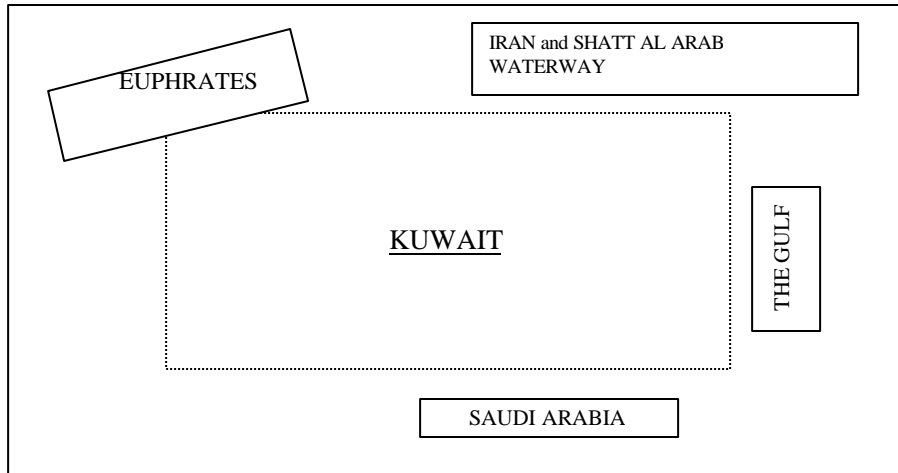 IRAN and SHATT AL ARAB
WATERWAY
EUPHRATES
KUWAIT
THE GULF
SAUDI ARABIA